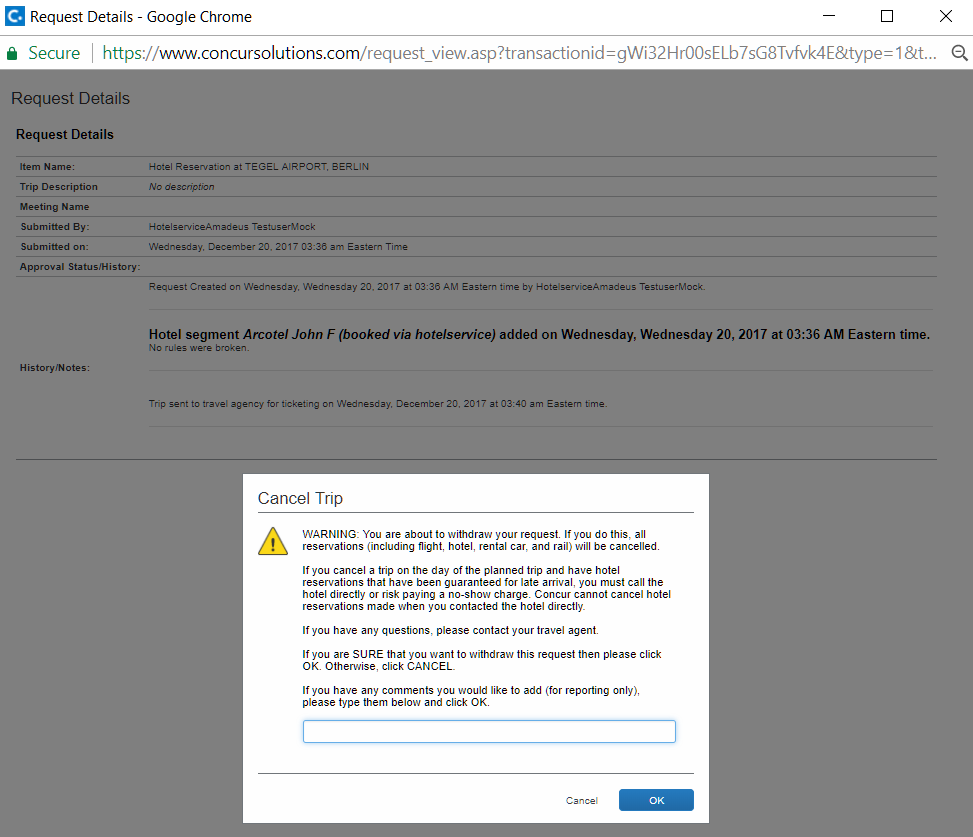 Request Details - Google Chrome
Secure | https://www.concursolutions.com/request_view.asp?transactionid=gWi32Hr00sELb7sG8Tvfvk4E&type=1&t...
Request Details
Request Details
Item Name: Hotel Reservation at TEGEL AIRPORT, BERLIN
Trip Description No description
Meeting Name
Submitted By: HotelserviceAmadeus TestuserMock
Submitted on: Wednesday, December 20, 2017 03:36 am Eastern Time
Approval Status/History:
Request Created on Wednesday, Wednesday 20, 2017 at 03:36 AM Eastern time by HotelserviceAmadeus TestuserMock.
Hotel segment Arcotel John F (booked via hotelservice) added on Wednesday, Wednesday 20, 2017 at 03:36 AM Eastern time.
No rules were broken.
History/Notes:
Trip sent to travel agency for ticketing on Wednesday, December 20, 2017 at 03:40 am Eastern time.
Cancel Trip
WARNING: You are about to withdraw your request. If you do this, all
reservations (including flight, hotel, rental car, and rail) will be cancelled.
If you cancel a trip on the day of the planned trip and have hotel
reservations that have been guaranteed for late arrival, you must call the
hotel directly or risk paying a no-show charge. Concur cannot cancel hotel
reservations made when you contacted the hotel directly.
If you have any questions, please contact your travel agent.
If you are SURE that you want to withdraw this request then please click
OK. Otherwise, click CANCEL.
If you have any comments you would like to add (for reporting only),
please type them below and click OK.
Cancel OK